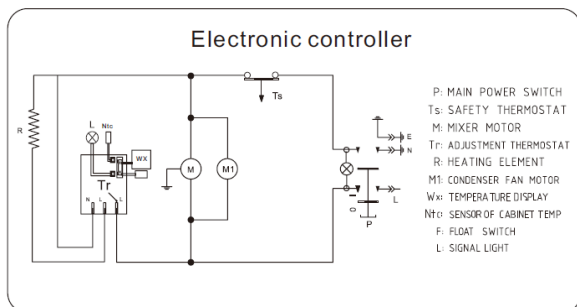 Electronic controller
Ts
L
Ntc
R
WX
Tr
N L L
M
M1
E
N
L
I
0
P
P: MAIN POWER SWITCH
Ts: SAFETY THERMOSTAT
M: MIXER MOTOR
Tr: ADJUSTMENT THERMOSTAT
R: HEATING ELEMENT
M1: CONDENSER FAN MOTOR
Wx: TEMPERATURE DISPLAY
Ntc: SENSOR OF CABINET TEMP
F: FLOAT SWITCH
L: SIGNAL LIGHT